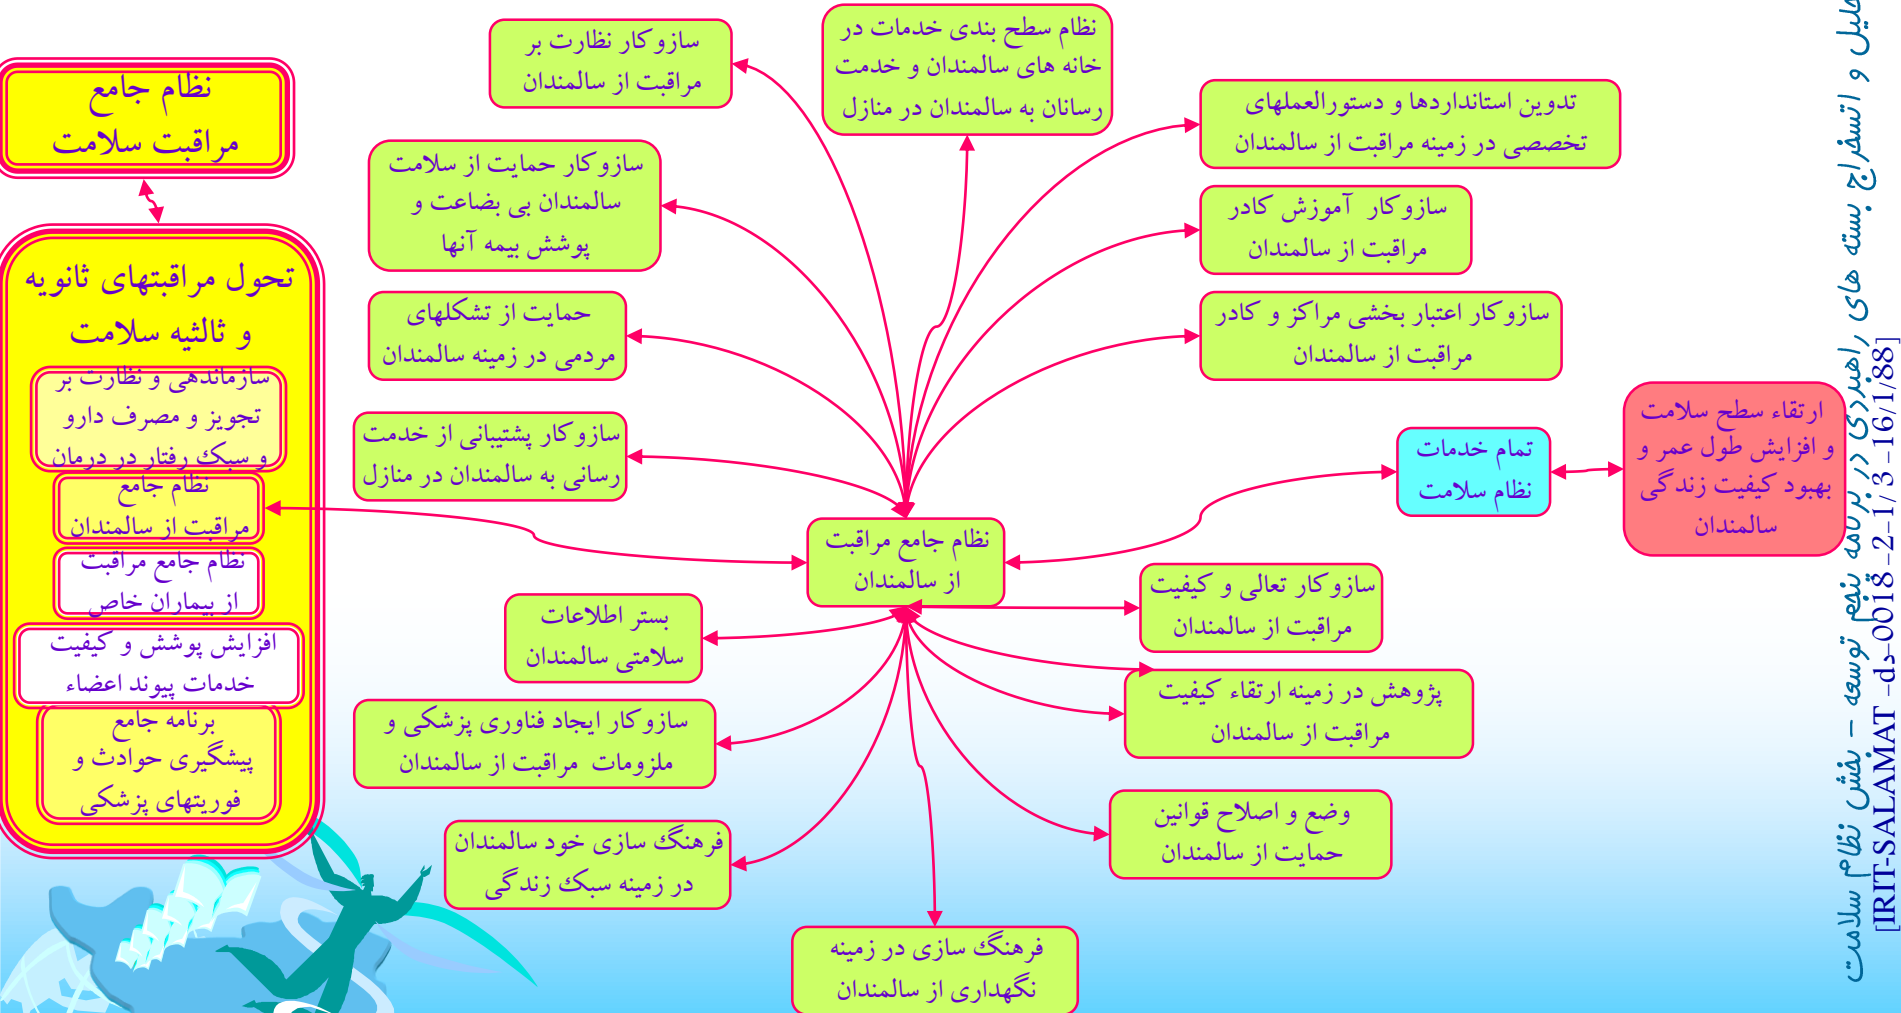 نظام جامع
مراقبت سلامت
تحول مراقبتهای ثانویه
و ثالثیه سلامت
سازماندهی و نظارت بر
تجویز و مصرف دارو
و سبک رفتار در درمان
نظام جامع
مراقبت از سالمندان
نظام جامع مراقبت
از بیماران خاص
افزایش پوشش و کیفیت
خدمات پیوند اعضاء
برنامه جامع
پیشگیری حوادث و
فوریتهای پزشکی
سازوکار نظارت بر
مراقبت از سالمندان
سازوکار حمایت از سلامت
سالمندان بی بضاعت و
پوشش بیمه آنها
حمایت از تشکلهای
مردمی در زمینه سالمندان
سازوکار پشتیبانی از خدمت
رسانی به سالمندان در منازل
نظام سطح بندی خدمات در
خانه های سالمندان و خدمت
رسانان به سالمندان در منازل
تدوین استانداردها و دستورالعملهای
تخصصی در زمینه مراقبت از سالمندان
سازوکار آموزش کادر
مراقبت از سالمندان
سازوکار اعتبار بخشی مراکز و کادر
مراقبت از سالمندان
ارتقاء سطح سلامت
و افزایش طول عمر و
بهبود کیفیت زندگی
سالمندان
تمام خدمات
نظام سلامت
نظام جامع مراقبت
از سالمندان
سازوکار تعالی و کیفیت
مراقبت از سالمندان
پژوهش در زمینه ارتقاء کیفیت
مراقبت از سالمندان
وضع و اصلاح قوانین
حمایت از سالمندان
بستر اطلاعات
سلامتی سالمندان
سازوکار ایجاد فناوری پزشکی و
ملزومات مراقبت از سالمندان
فرهنگ سازی خود سالمندان
در زمینه سبک زندگی
فرهنگ سازی در زمینه
نگهداری از سالمندان
و اتسفراج بسته های راهبردی در برنامه پنجم توسعه - بخش نظام سلامت
[IRIT-SALAMAT -دd-0018-2-1/ 3 -16/1/88]